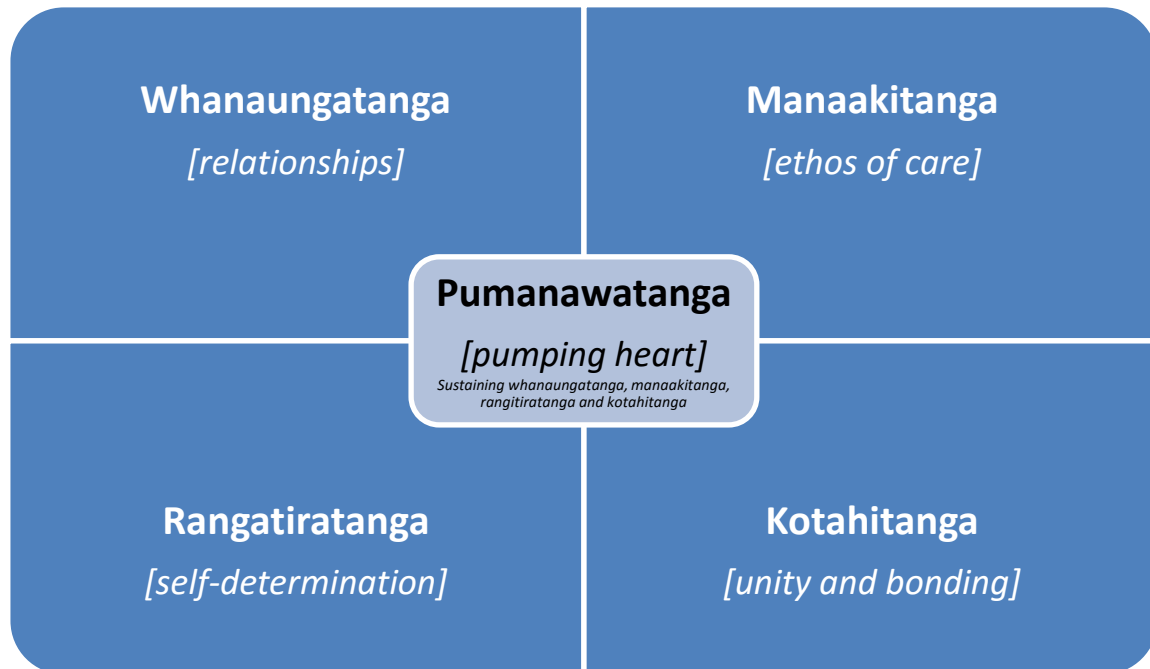 Whanaungatanga
[relationships]
Manaakitanga
[ethos of care]
Pumanawatanga
[pumping heart]
Sustaining whanaungatanga, manaakitanga,
rangitiratanga and kotahitanga
Rangatiratanga
[self-determination]
Kotahitanga
[unity and bonding]